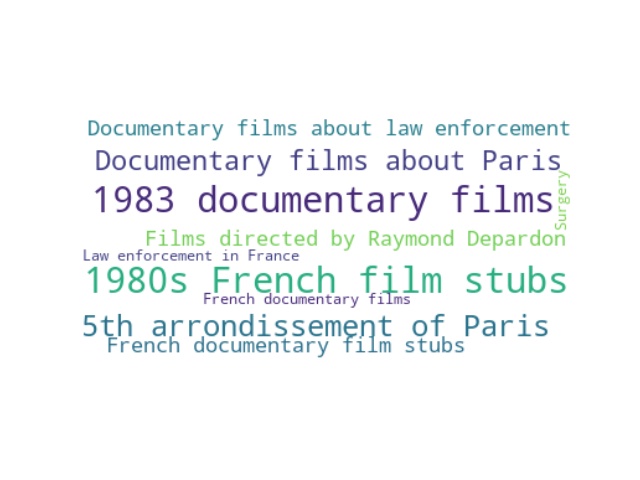 Documentary films about law enforcement
Documentary films about Paris
1983 documentary films
Surgery
Films directed by Raymond Depardon
Law enforcement in France
1980s French film stubs
French documentary films
5th arrondissement of Paris
French documentary film stubs